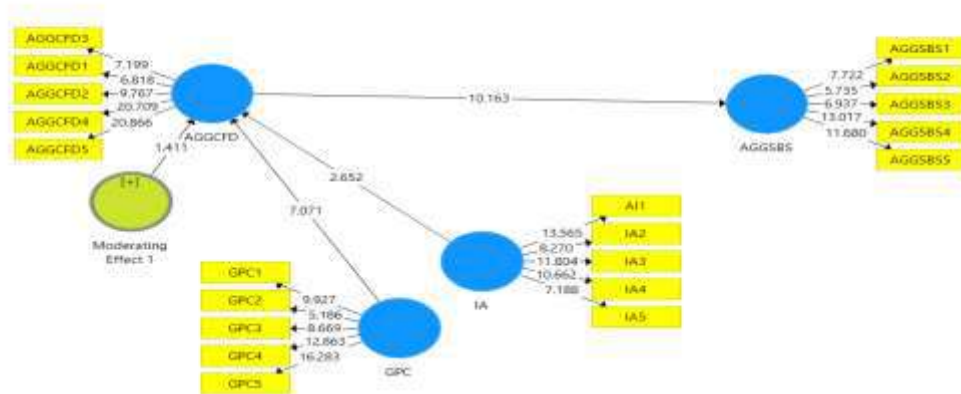 AGGCFD3
AGGCFD1
AGGCFD2
AGGCFD4
AGGCFD5
7.199
6.818
9.767
20.709
20.866
AGGCFD
1.411
[+]
Moderating
Effect 1
10.163
AGGSBS
7.722
5.735
6.937
13.017
11.680
AGGSBS1
AGGSBS2
AGGSBS3
AGGSBS4
AGGSBS5
2.652
7.071
IA
13.565
11.804
10.662
7.188
AI1
IA2
IA3
IA4
IA5
GPC1
GPC2
GPC3
GPC4
GPC5
9.927
5.186
8.669
12.863
16.283
GPC